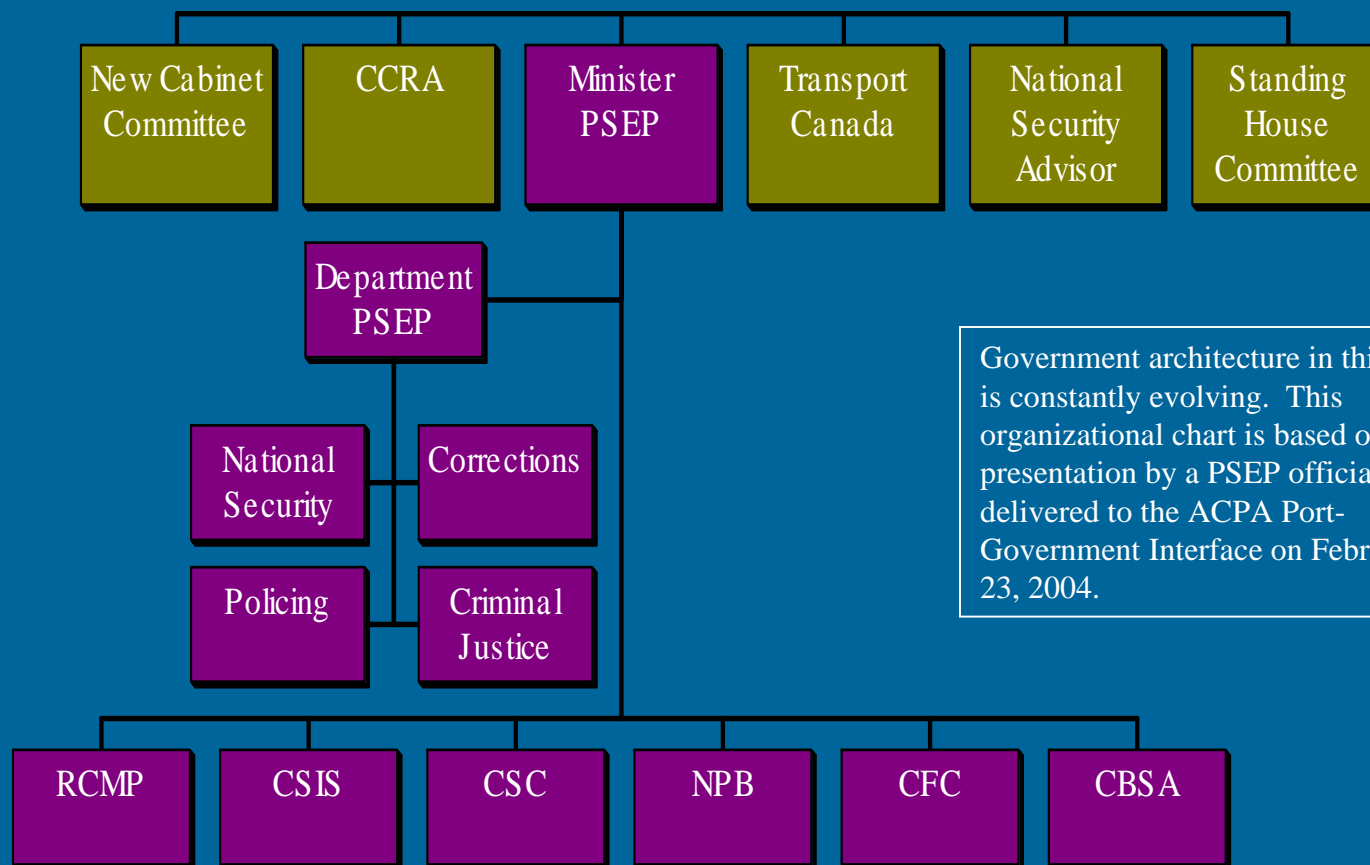 New Cabinet
Committee
CCRA
Minister
PSEP
Transport
Canada
National
Security
Advisor
Standing
House
Committee
Department
PSEP
Government architecture in thi
is constantly evolving. This
organizational chart is based o
presentation by a PSEP officia
delivered to the ACPA Port-
Government Interface on Febr
23, 2004.
National
Security
Corrections
Policing
Criminal
Justice
RCMP
CSIS
CSC
NPB
CFC
CBSA